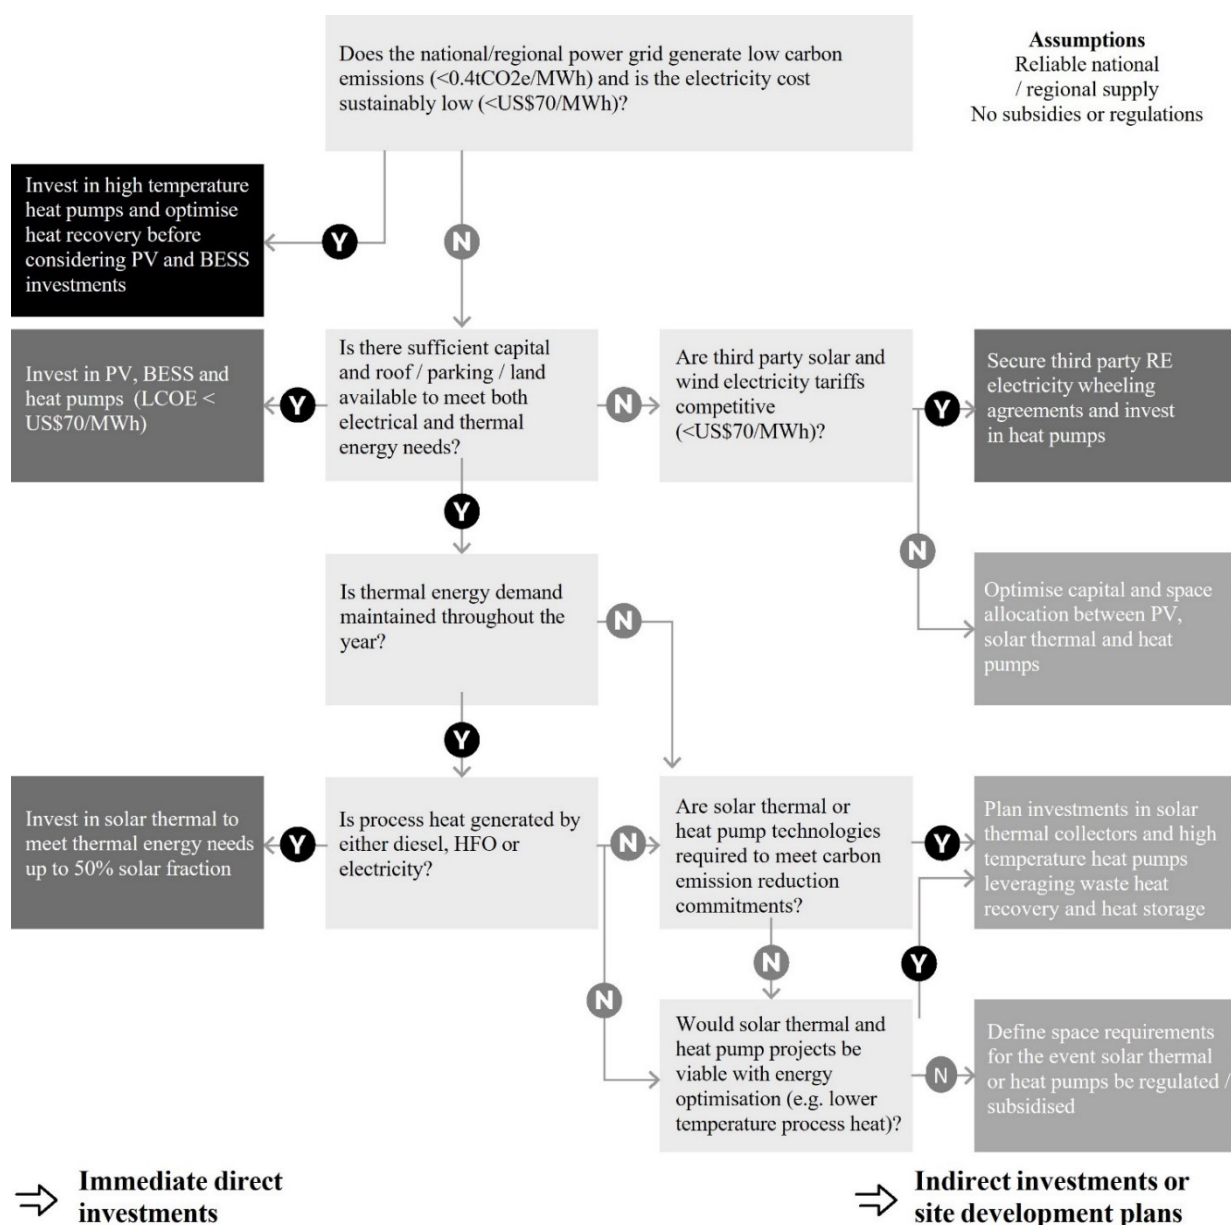 Does the national/regional power grid generate low carbon
emissions (<0.4tCO2e/MWh) and is the electricity cost
sustainably low (<US$70/MWh)?
Assumptions
Reliable national
/ regional supply
No subsidies or regulations
Invest in high temperature
heat pumps and optimise
heat recovery before
considering PV and BESS
investments
Y
N
Invest in PV, BESS and
heat pumps (LCOE <
US$70/MWh)
Y
Is there sufficient capital
and roof / parking / land
available to meet both
electrical and thermal
energy needs?
N
Are third party solar and
wind electricity tariffs
competitive
(<US$70/MWh)?
Y
Secure third party RE
electricity wheeling
agreements and invest
in heat pumps
Y
N
Optimise capital and space
allocation between PV,
solar thermal and heat
pumps
Is thermal energy demand
maintained throughout the
year?
N
Y
Invest in solar thermal to
meet thermal energy needs
up to 50% solar fraction
Y
Is process heat generated by
either diesel, HFO or
electricity?
N
Are solar thermal or
heat pump technologies
required to meet carbon
emission reduction
commitments?
Y
Plan investments in solar
thermal collectors and high
temperature heat pumps
leveraging waste heat
recovery and heat storage
N
Y
N
Would solar thermal and
heat pump projects be
viable with energy
optimisation (e.g. lower
temperature process heat)?
N
Define space requirements
for the event solar thermal
or heat pumps be regulated /
subsidised
Immediate direct
investments
Indirect investments or
site development plans